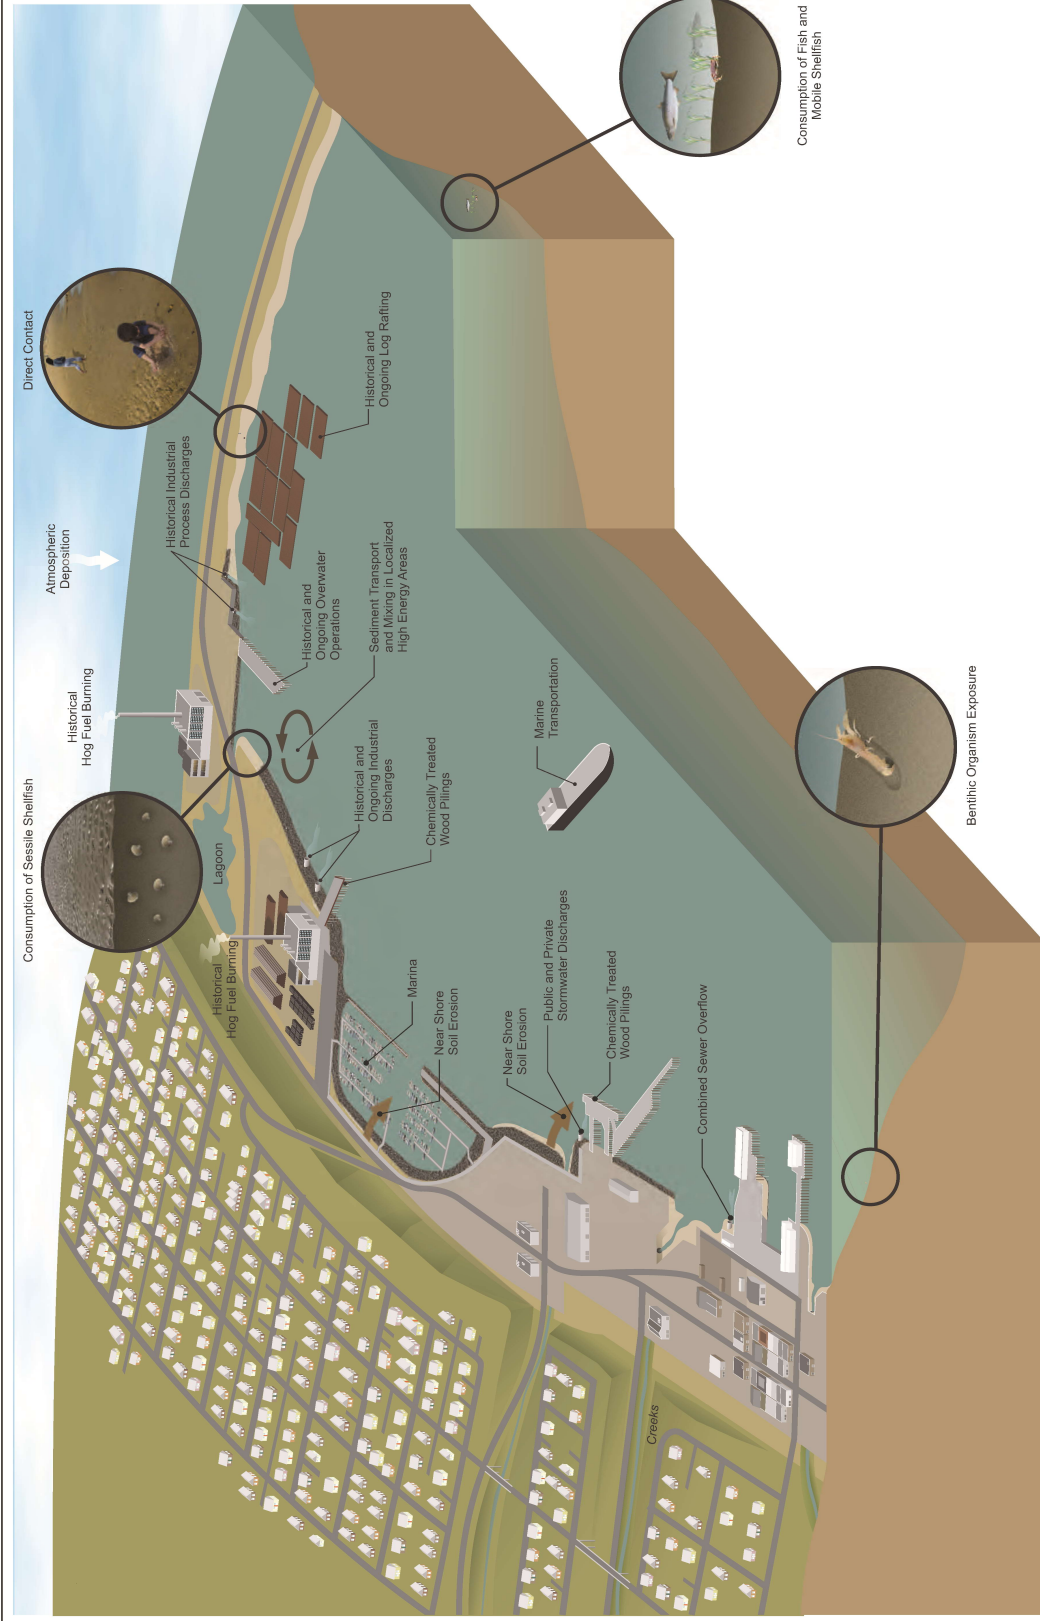 Consumption of Sessile Shellfish
Direct Contact
Historical
Hog Fuel Burning
Atmospheric
Deposition
Historical Industrial
Process Discharges
Lagoon
Historical
Hog Fuel Burning
Historical and
Ongoing Overwater
Operations
Historical and
Ongoing Log Rafting
Historical and
Ongoing Industrial
Discharges
Sediment Transport
and Mixing in Localized
High Energy Areas
Marina
Chemically Treated
Wood Pilings
Near Shore
Soil Erosion
Near Shore
Soil Erosion
Public and Private
Stormwater Discharges
Marine
Transportation
Chemically Treated
Wood Pilings
Creeks
Combined Sewer Overflow
Consumption of Fish and
Mobile Shellfish
Bentihic Organism Exposure